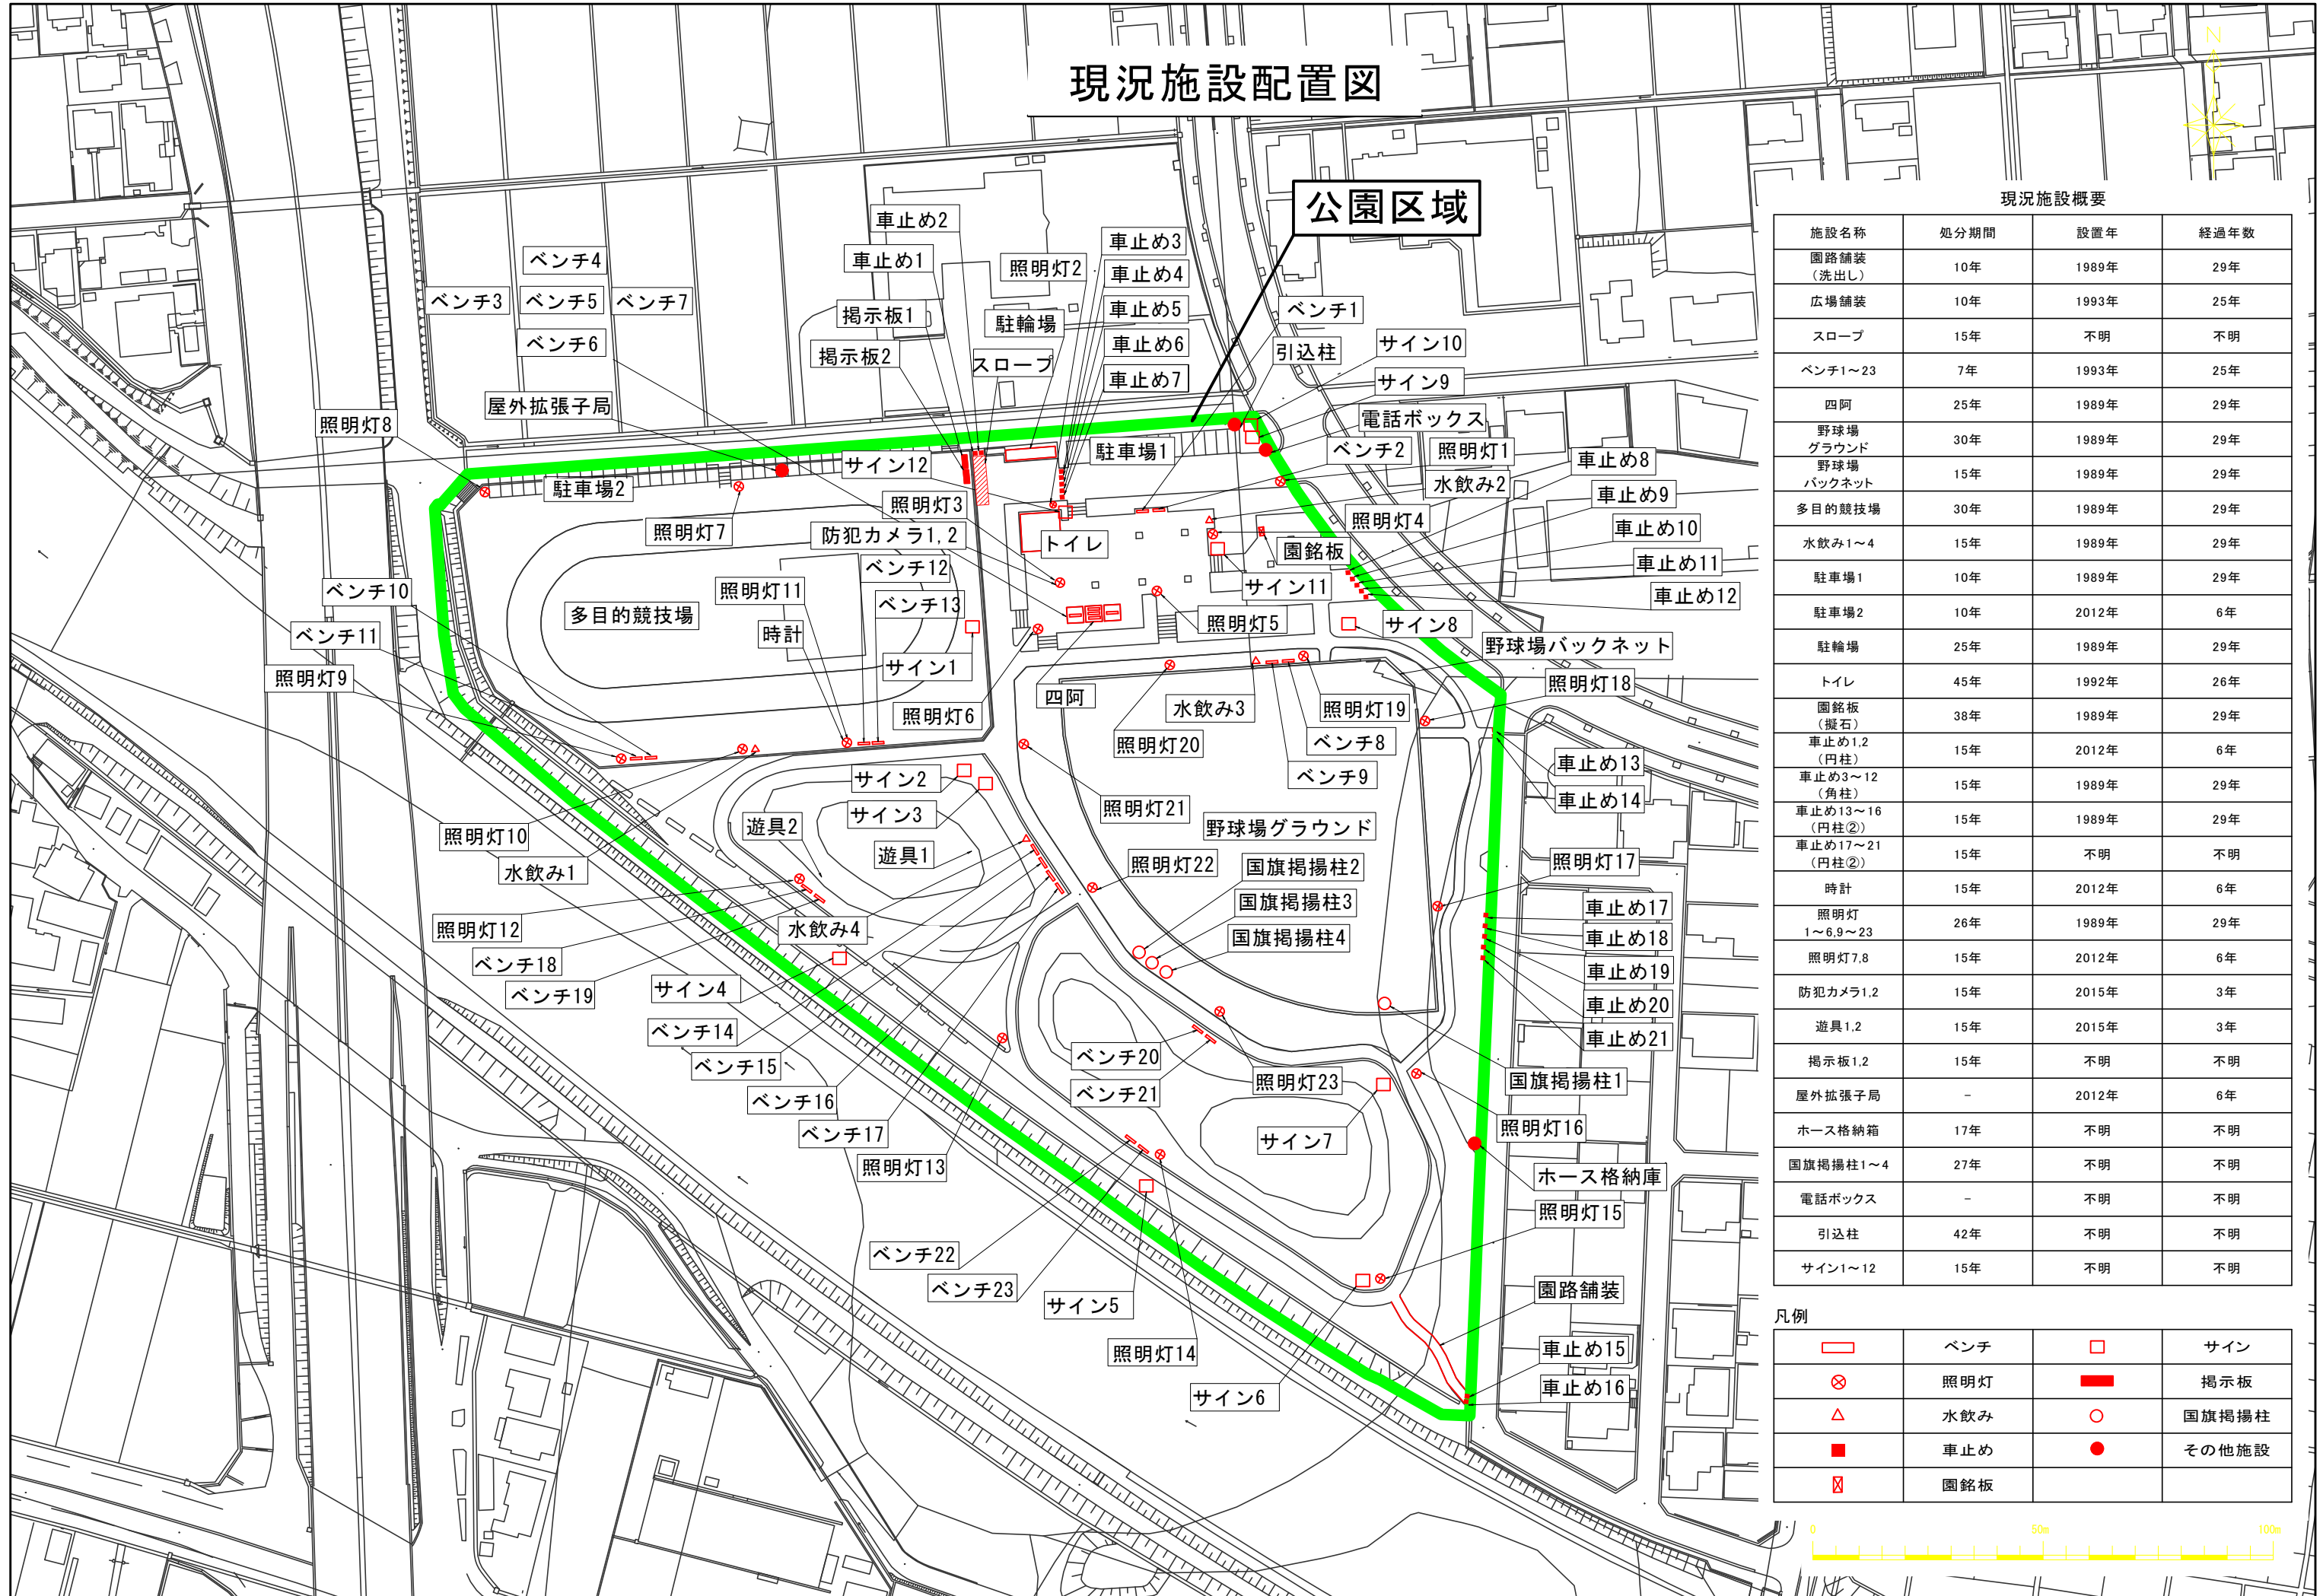 現況施設配置図
N
公園区域
車止め2
車止め1
照明灯2
車止め3
車止め4
車止め5
車止め6
車止め7
ベンチ4
ベンチ3
ベンチ5
ベンチ7
ベンチ6
掲示板1
掲示板2
駐輪場
スロープ
ベンチ1
引込柱
サイン10
サイン9
屋外拡張子局
照明灯8
電話ボックス
ベンチ2
照明灯1
車止め8
駐車場1
サイン12
駐車場2
水飲み2
車止め9
照明灯3
照明灯4
車止め10
照明灯7
防犯カメラ1,2
トイレ
園銘板
車止め11
ベンチ12
サイン11
車止め12
ベンチ10
照明灯11
ベンチ13
多目的競技場
時計
照明灯5
サイン8
ベンチ11
サイン1
野球場バックネット
照明灯9
四阿
照明灯18
照明灯6
水飲み3
照明灯19
照明灯20
ベンチ8
ベンチ9
車止め13
車止め14
サイン2
サイン3
照明灯21
遊具2
遊具1
野球場グラウンド
照明灯10
水飲み1
照明灯22
国旗掲揚柱2
国旗掲揚柱3
国旗掲揚柱4
照明灯17
車止め17
車止め18
車止め19
車止め20
車止め21
照明灯12
水飲み4
ベンチ18
ベンチ19
サイン4
ベンチ14
ベンチ15
ベンチ16
ベンチ17
照明灯13
ベンチ20
ベンチ21
照明灯23
国旗掲揚柱1
サイン7
照明灯16
ホース格納庫
照明灯15
ベンチ22
ベンチ23
サイン5
照明灯14
サイン6
園路舗装
車止め15
車止め16
現況施設概要
施設名称 処分期間 設置年 経過年数
園路舗装
(洗出し) 10年 1989年 29年
広場舗装 10年 1993年 25年
スロープ 15年 不明 不明
ベンチ1～23 7年 1993年 25年
四阿 25年 1989年 29年
野球場
グラウンド 30年 1989年 29年
野球場
バックネット 15年 1989年 29年
多目的競技場 30年 1989年 29年
水飲み1～4 15年 1989年 29年
駐車場1 10年 1989年 29年
駐車場2 10年 2012年 6年
駐輪場 25年 1989年 29年
トイレ 45年 1992年 26年
園銘板
(擬石) 38年 1989年 29年
車止め1,2
(円柱) 15年 2012年 6年
車止め3～12
(角柱) 15年 1989年 29年
車止め13～16
(円柱②) 15年 1989年 29年
車止め17～21
(円柱②) 15年 不明 不明
時計 15年 2012年 6年
照明灯
1～6,9～23 26年 1989年 29年
照明灯7,8 15年 2012年 6年
防犯カメラ1,2 15年 2015年 3年
遊具1,2 15年 2015年 3年
掲示板1,2 15年 不明 不明
屋外拡張子局 - 2012年 6年
ホース格納箱 17年 不明 不明
国旗掲揚柱1～4 27年 不明 不明
電話ボックス - 不明 不明
引込柱 42年 不明 不明
サイン1～12 15年 不明 不明
凡例
ベンチ サイン
照明灯 掲示板
水飲み 国旗掲揚柱
車止め その他施設
園銘板
0 50m 100m